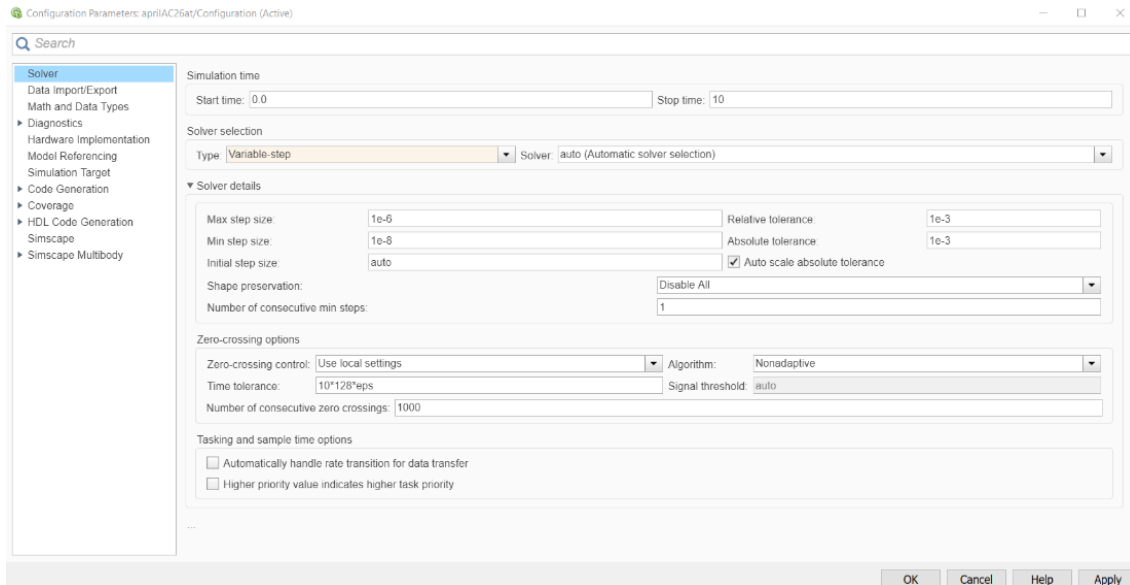 Configuration Parameters: aprilAC26at/Configuration (Active)
Search
Solver
Data Import/Export
Math and Data Types
Diagnostics
Hardware Implementation
Model Referencing
Simulation Target
Code Generation
Coverage
HDL Code Generation
Simscape
Simscape Multibody
Simulation time
Start time: 0.0 Stop time: 10
Solver selection
Type: Variable-step Solver: auto (Automatic solver selection)
Solver details
Max step size: 1e-6 Relative tolerance: 1e-3
Min step size: 1e-8 Absolute tolerance: 1e-3
Initial step size: auto Auto scale absolute tolerance
Shape preservation: Disable All
Number of consecutive min steps: 1
Zero-crossing options
Zero-crossing control: Use local settings Algorithm: Nonadaptive
Time tolerance: 10*128*eps Signal threshold: auto
Number of consecutive zero crossings: 1000
Tasking and sample time options
Automatically handle rate transition for data transfer
Higher priority value indicates higher task priority
...
OK Cancel Help Apply